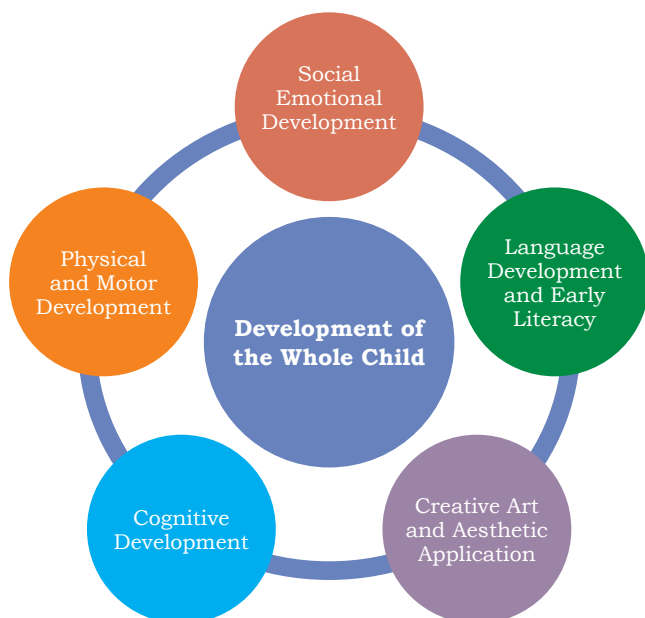 Social
Emotional
Development
Language
Development
and Early
Literacy
Creative Art
and Aesthetic
Application
Cognitive
Development
Physical
and Motor
Development
Development of
the Whole Child